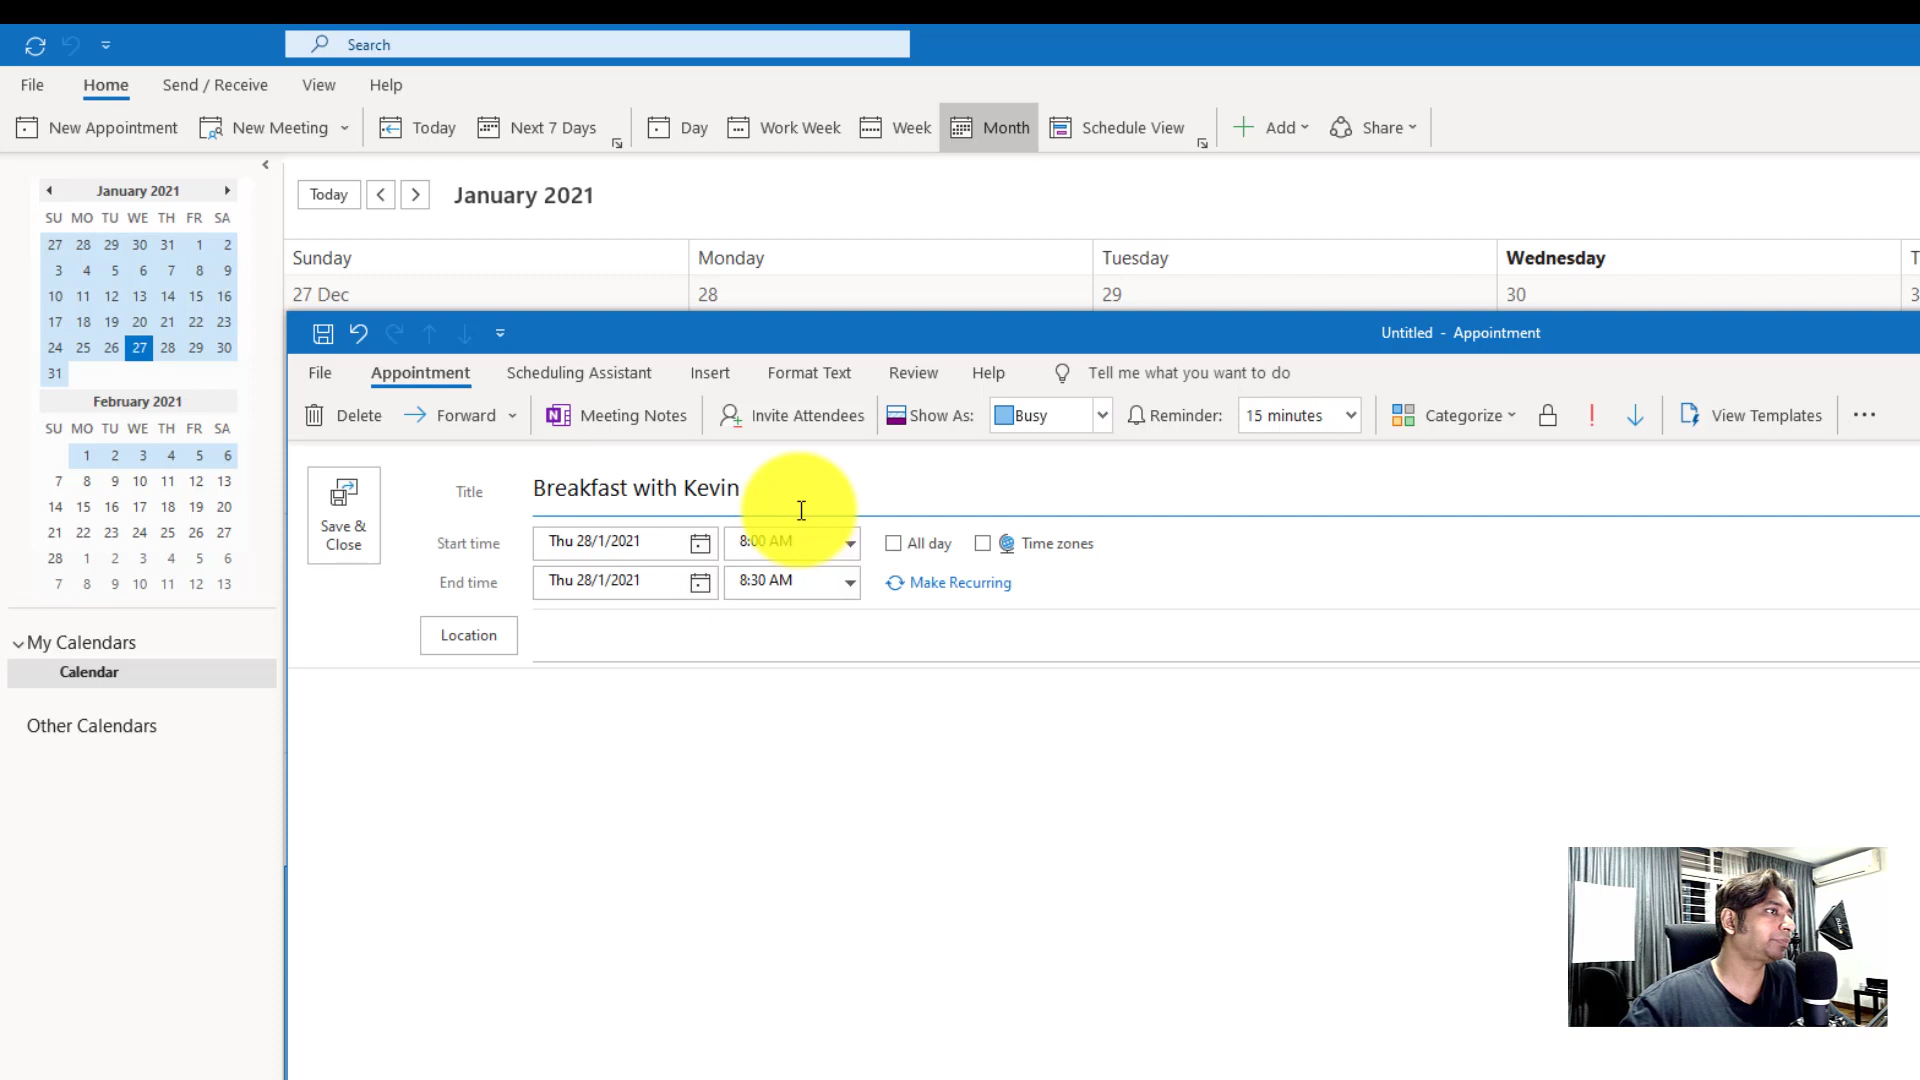 Search
File Home Send / Receive View Help
New Appointment New Meeting Today Next 7 Days Day Work Week Week Month Schedule View Add Share
January 2021
SU MO TU WE TH FR SA
27 28 29 30 31 1 2
3 4 5 6 7 8 9
10 11 12 13 14 15 16
17 18 19 20 21 22 23
24 25 26 27 28 29 30
31
February 2021
SU MO TU WE TH FR SA
1 2 3 4 5 6
7 8 9 10 11 12 13
14 15 16 17 18 19 20
21 22 23 24 25 26 27
28 1 2 3 4 5 6
7 8 9 10 11 12 13
My Calendars
Calendar
Other Calendars
Today January 2021
Sunday Monday Tuesday Wednesday T
27 Dec 28 29 30 3
Untitled - Appointment
File Appointment Scheduling Assistant Insert Format Text Review Help Tell me what you want to do
Delete Forward Meeting Notes Invite Attendees Show As: Busy Reminder: 15 minutes Categorize View Templates
Save & Close
Title Breakfast with Kevin
Start time Thu 28/1/2021 8:00 AM All day Time zones
End time Thu 28/1/2021 8:30 AM Make Recurring
Location